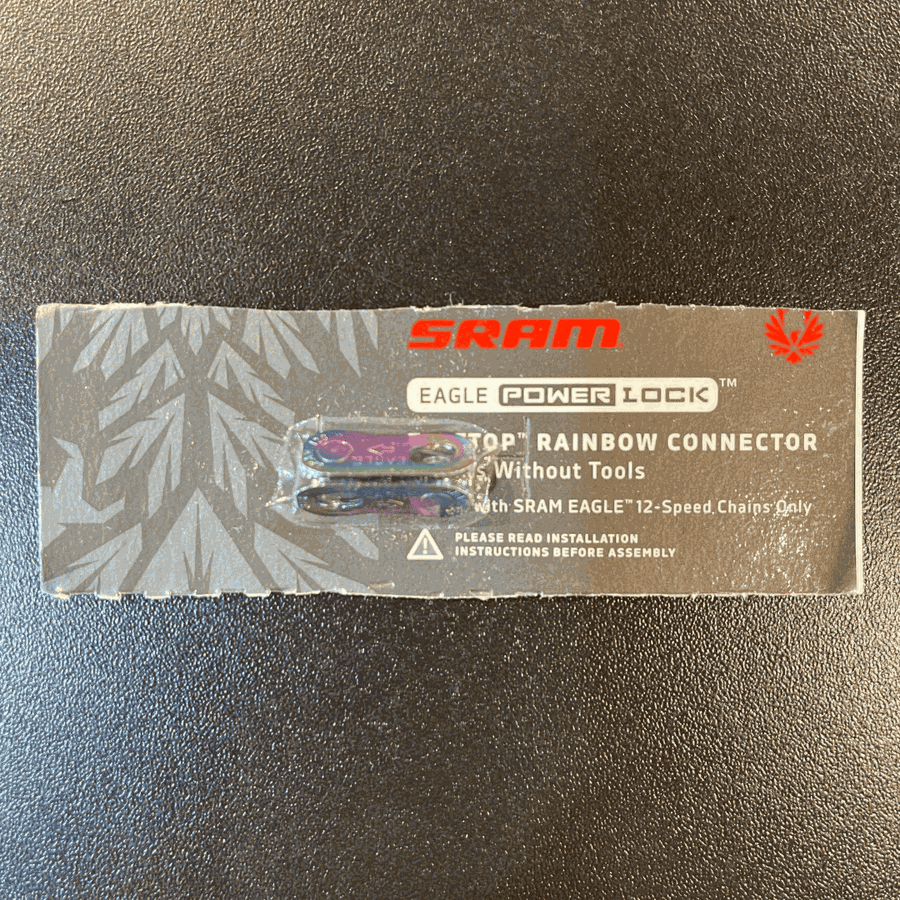 SRAM
EAGLE POWER LOCK™
TOP™ RAINBOW CONNECTOR
s Without Tools
with SRAM EAGLE™ 12-Speed Chains Only
PLEASE READ INSTALLATION
INSTRUCTIONS BEFORE ASSEMBLY